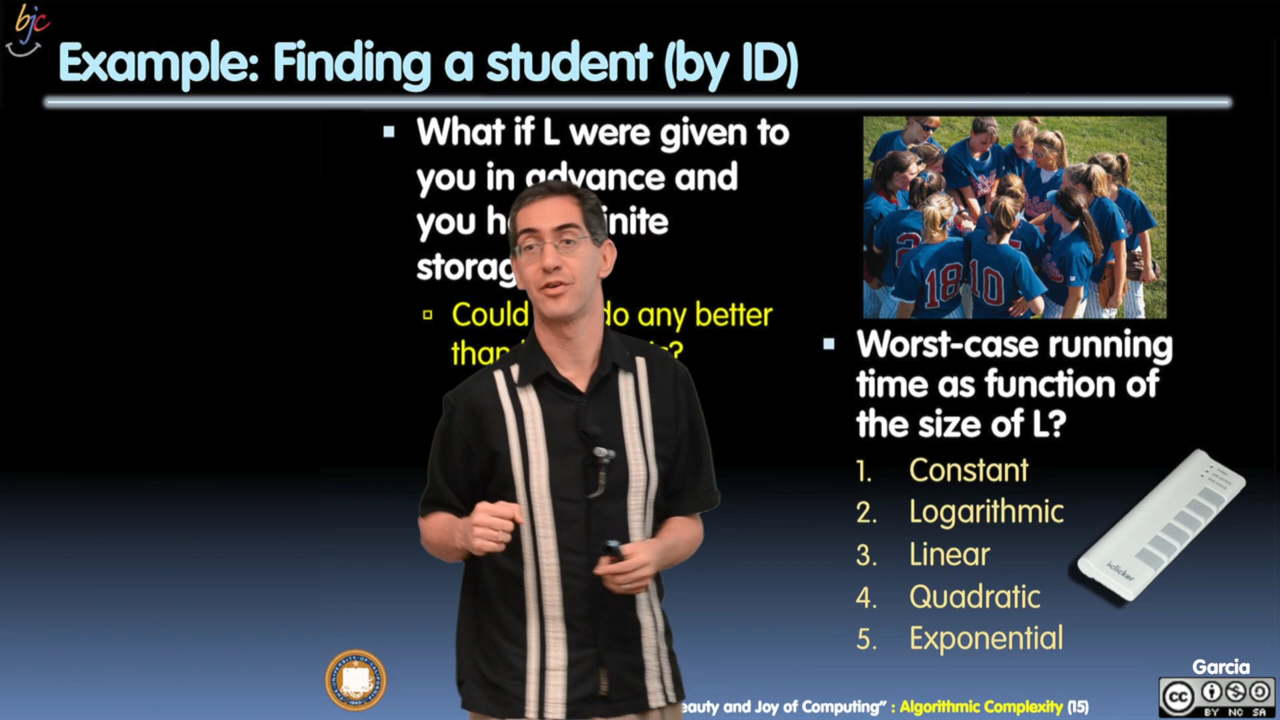 bjc
Example: Finding a student (by ID)
What if L were given to
you in advance and
you h inite
storag
Could do any better
than ?
Worst-case running
time as function of
the size of L?
1. Constant
2. Logarithmic
3. Linear
4. Quadratic
5. Exponential
18 10
iclicker
Garcia
eauty and Joy of Computing” : Algorithmic Complexity (15)
cc
BY NC SA